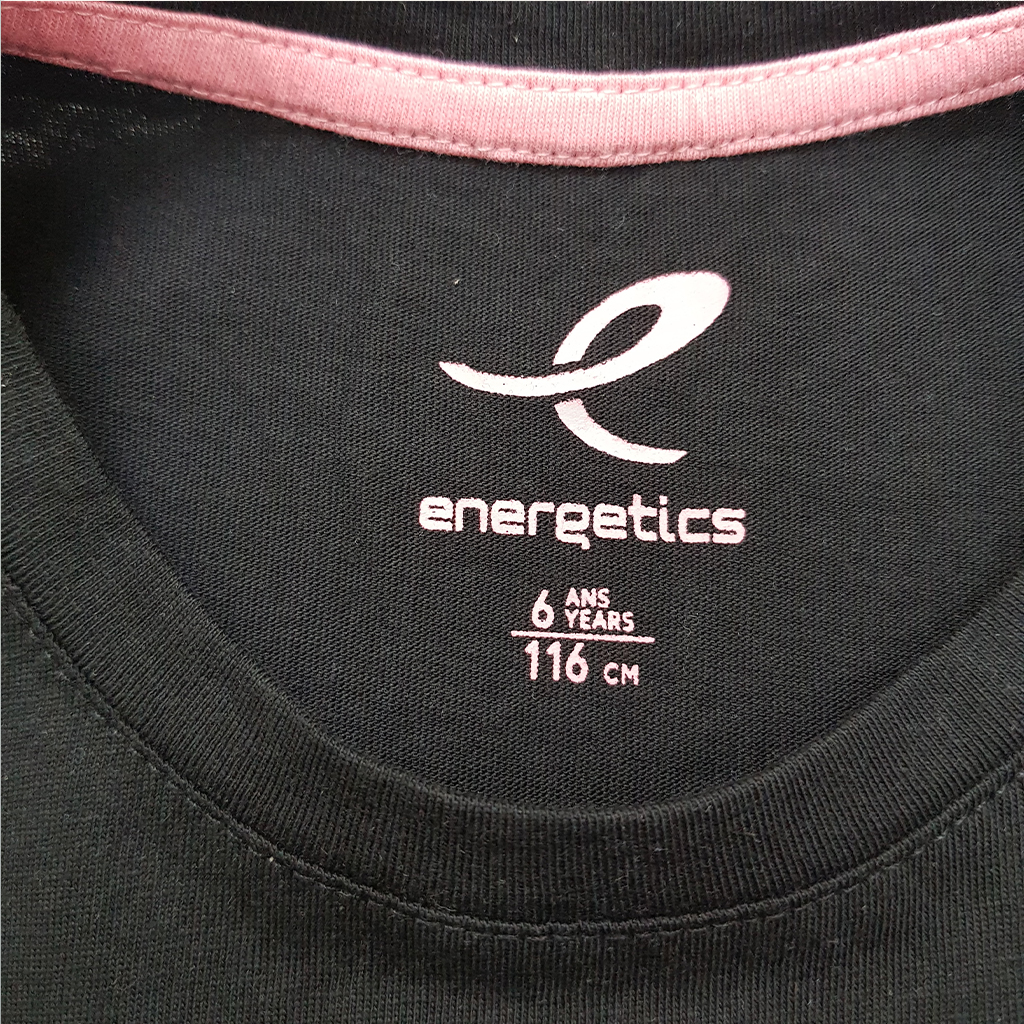 energetics
6 ANS
YEARS
116 CM